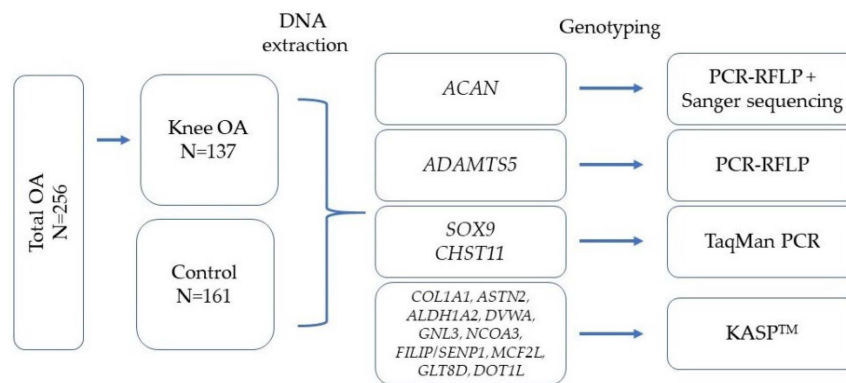 DNA
extraction
Genotyping
Total OA
N=256
Knee OA
N=137
Control
N=161
ACAN
PCR-RFLP +
Sanger sequencing
ADAMTS5
PCR-RFLP
SOX9
CHST11
TaqMan PCR
COL1A1, ASTN2,
ALDH1A2, DVWA,
GNL3, NCOA3,
FILIP/SENP1, MCF2L,
GLT8D, DOT1L
KASP™